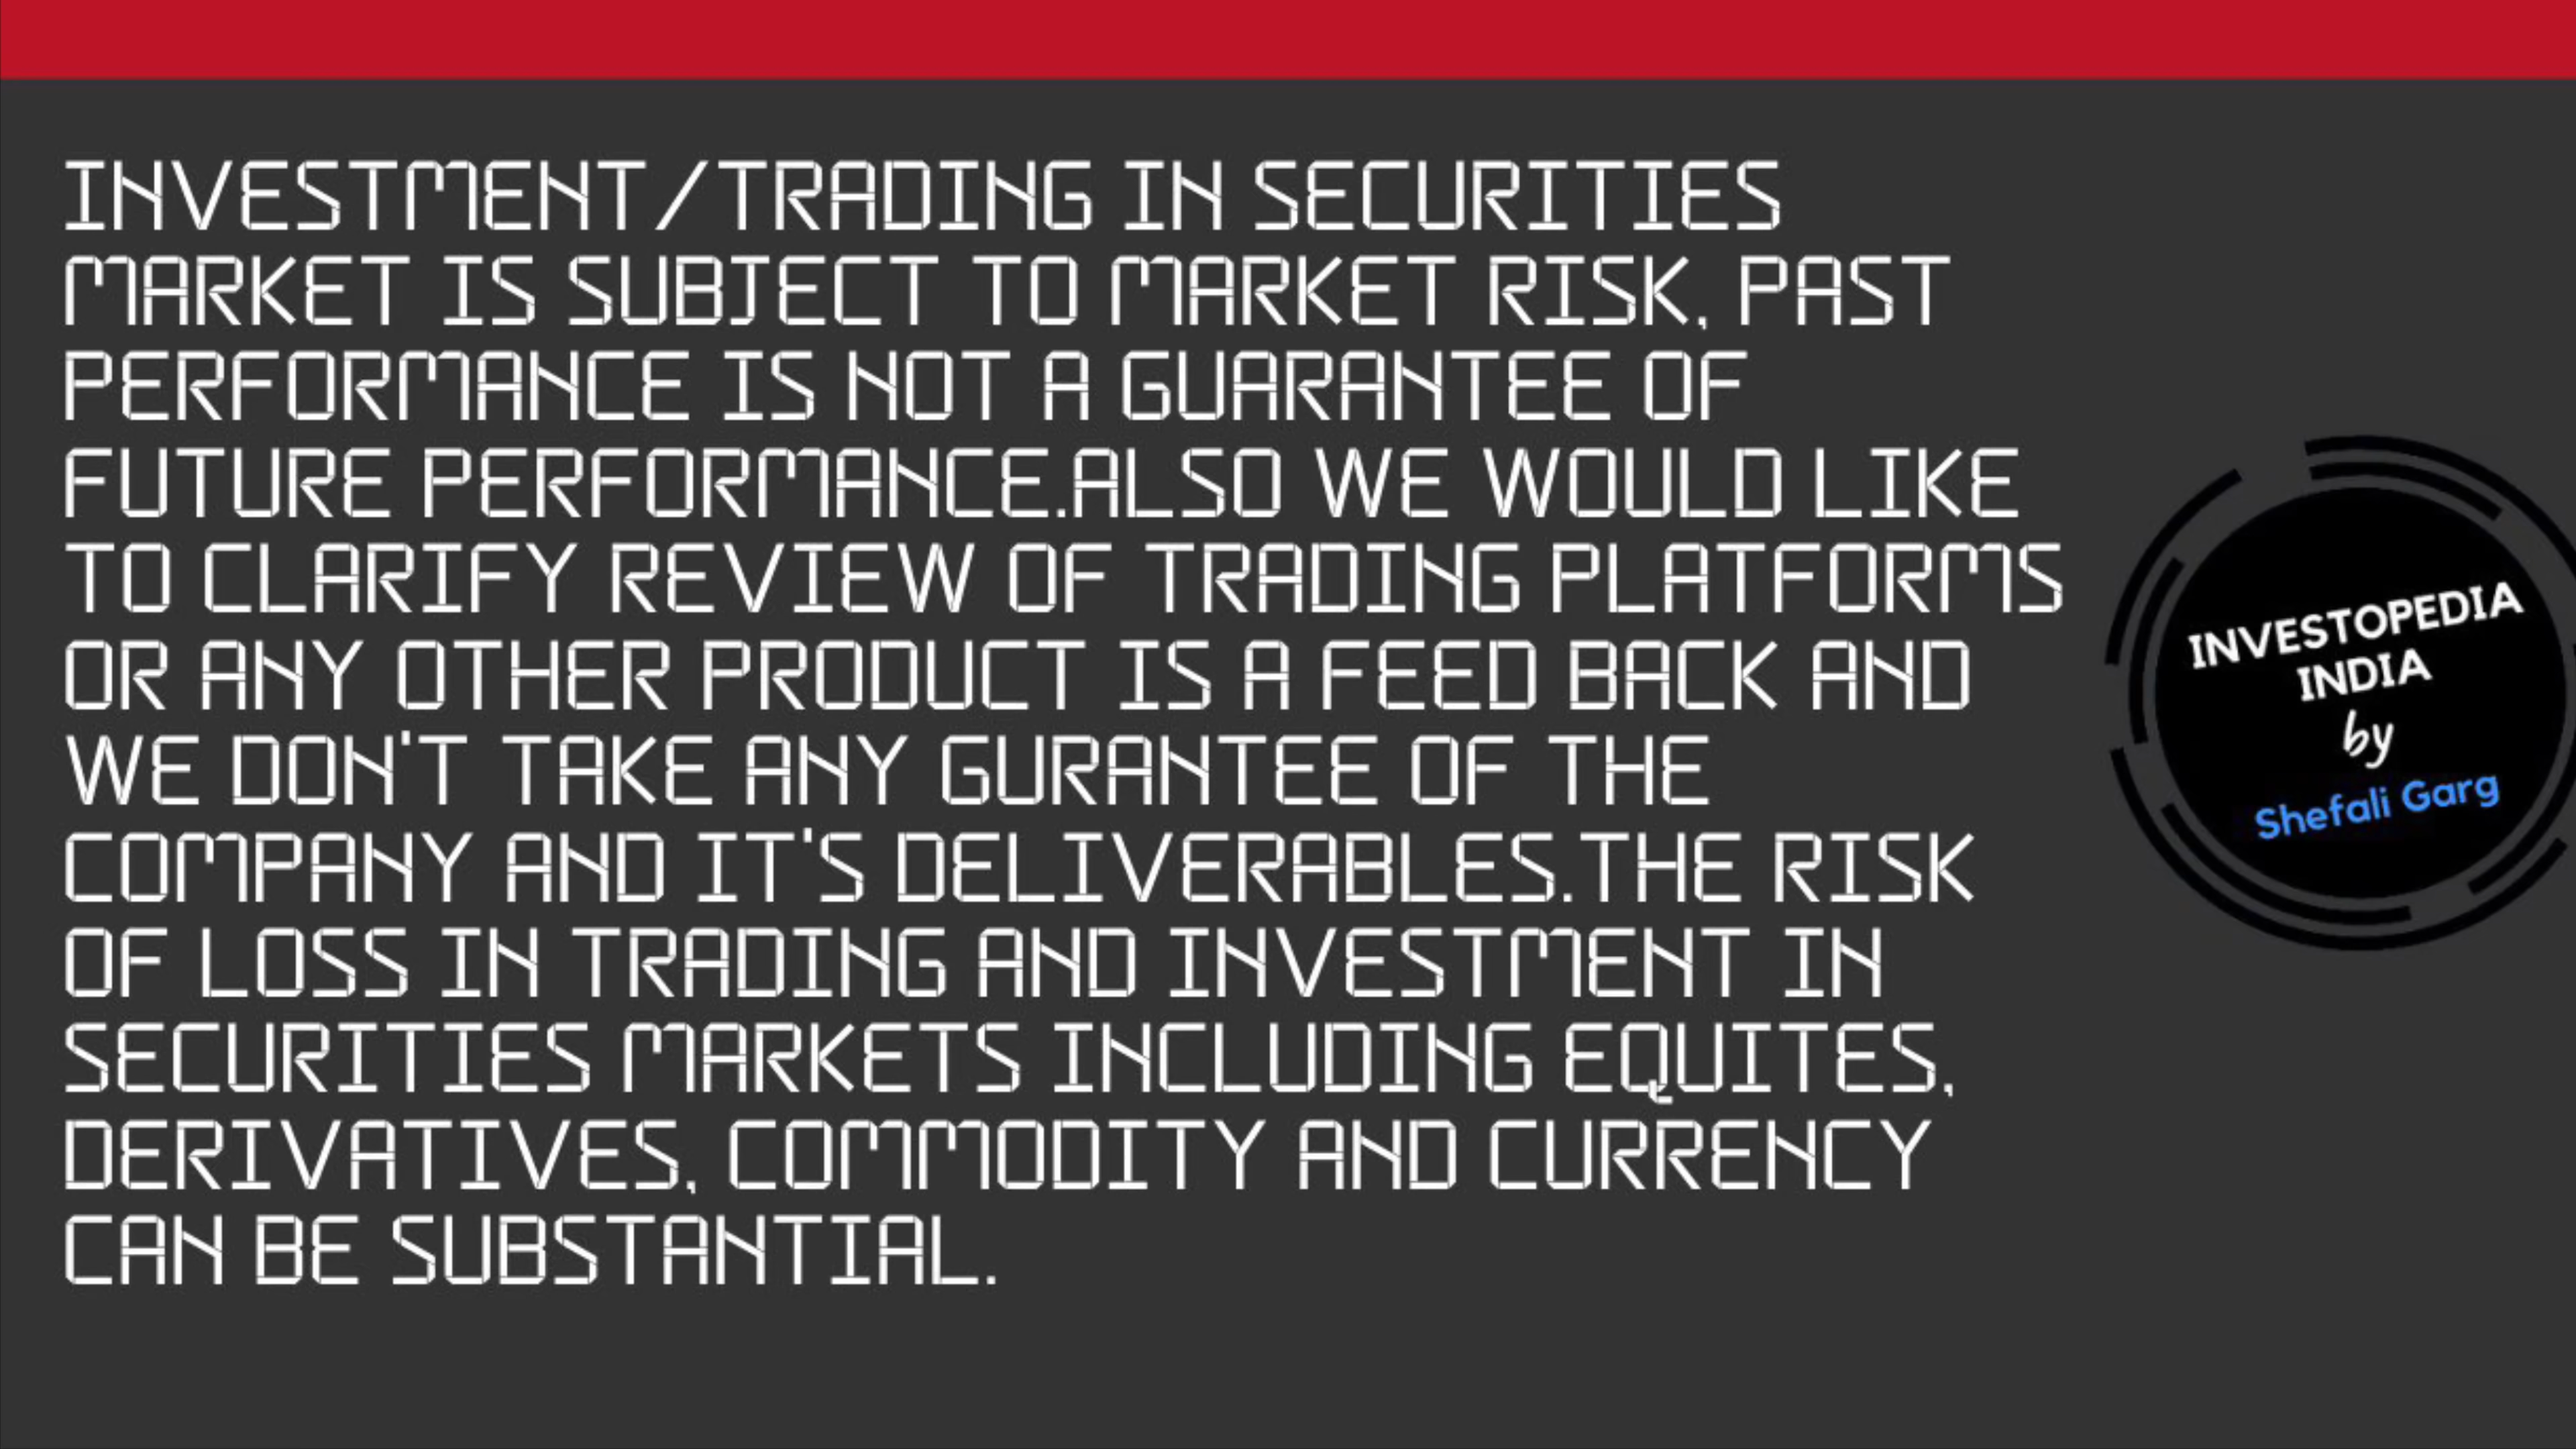 INVESTMENT/TRADING IN SECURITIES
MARKET IS SUBJECT TO MARKET RISK, PAST
PERFORMANCE IS NOT A GUARANTEE OF
FUTURE PERFORMANCE.ALSO WE WOULD LIKE
TO CLARIFY REVIEW OF TRADING PLATFORMS
OR ANY OTHER PRODUCT IS A FEED BACK AND
WE DON'T TAKE ANY GURANTEE OF THE
COMPANY AND IT'S DELIVERABLES.THE RISK
OF LOSS IN TRADING AND INVESTMENT IN
SECURITIES MARKETS INCLUDING EQUITES,
DERIVATIVES, COMMODITY AND CURRENCY
CAN BE SUBSTANTIAL.
INVESTOPEDIA
INDIA
by
Shefali Garg